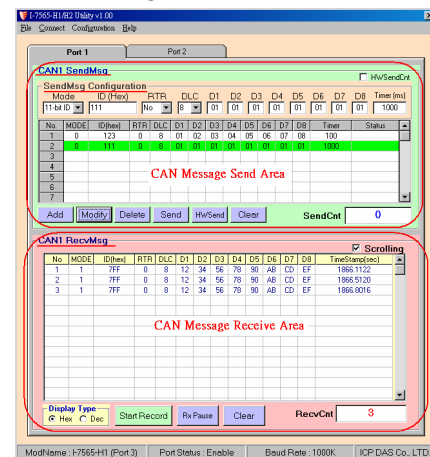 I-7565-H1/H2 Utility v1.00
File Connect Configuration Help
Port 1 Port 2
CAN1 SendMsg
HWSendCnt
SendMsg Configuration
Mode ID (Hex) RTR DLC D1 D2 D3 D4 D5 D6 D7 D8 Timer (ms)
11-bit ID 111 No 8 01 01 01 01 01 01 01 01 1000
No. MODE ID(hex) RTR DLC D1 D2 D3 D4 D5 D6 D7 D8 Timer Status
1 0 123 0 8 01 02 03 04 05 06 07 08 100
2 0 111 0 8 01 01 01 01 01 01 01 01 1000
3
4
5
6
7
CAN Message Send Area
Add Modify Delete Send HWSend Clear SendCnt 0
CAN1 RecvMsg
Scrolling
No MODE ID(hex) RTR DLC D1 D2 D3 D4 D5 D6 D7 D8 TimeStamp(sec)
1 1 7FF 0 8 12 34 56 78 90 AB CD EF 1866.1122
2 1 7FF 0 8 12 34 56 78 90 AB CD EF 1866.5120
3 1 7FF 0 8 12 34 56 78 90 AB CD EF 1866.8016
CAN Message Receive Area
Display Type
Hex Dec
Start Record Rx Pause Clear RecvCnt 3
ModName : I-7565-H1 (Port 3) Port Status : Enable Baud Rate : 1000K ICP DAS Co., LTD